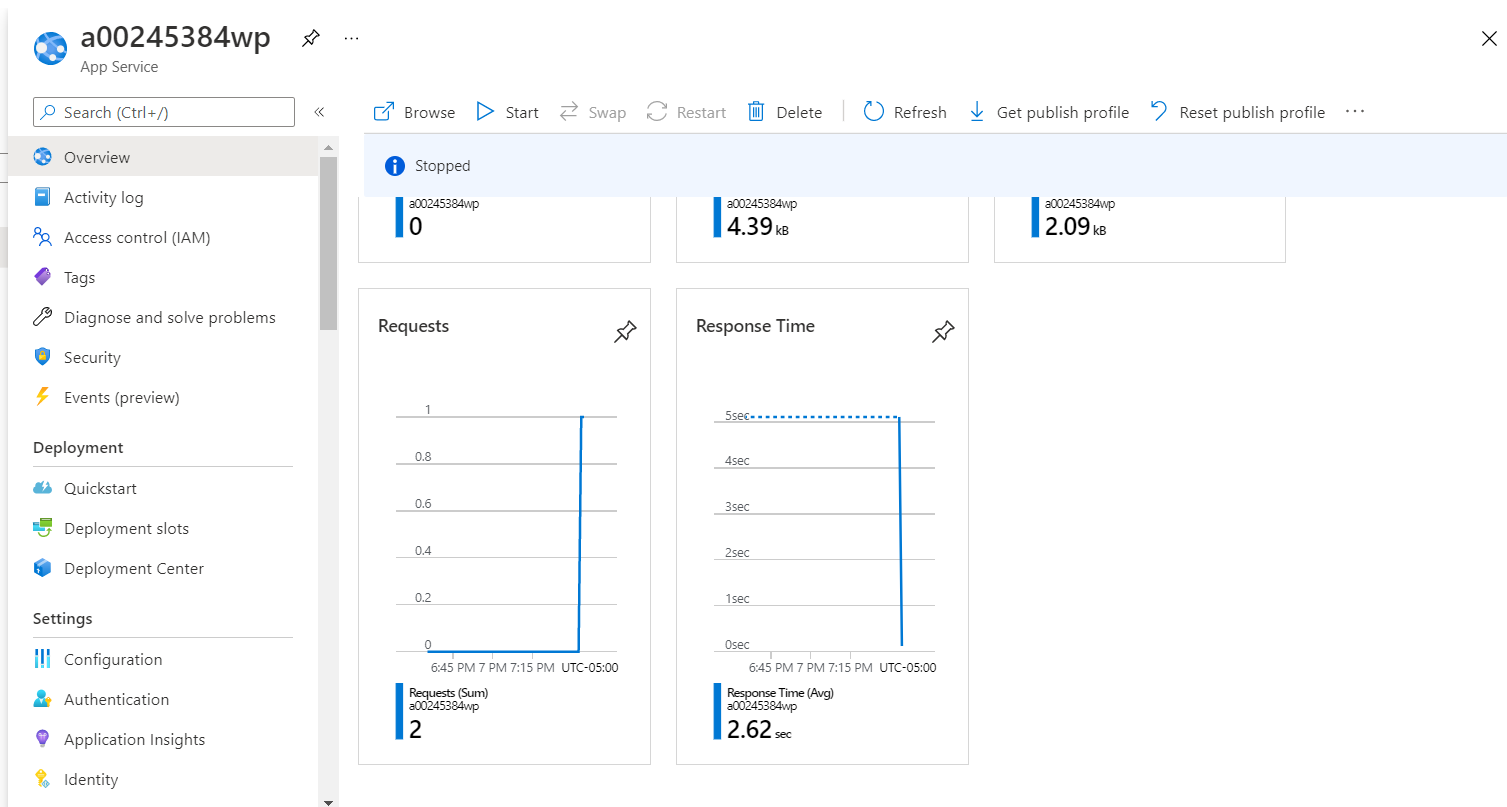 a00245384wp
App Service
Search (Ctrl+/)
Browse Start Swap Restart Delete Refresh Get publish profile Reset publish profile
Stopped
Overview
Activity log
Access control (IAM)
Tags
Diagnose and solve problems
Security
Events (preview)
Deployment
Quickstart
Deployment slots
Deployment Center
Settings
Configuration
Authentication
Application Insights
Identity
a00245384wp
0
a00245384wp
4.39 kB
a00245384wp
2.09 kB
Requests
1
0.8
0.6
0.4
0.2
0
6:45 PM 7 PM 7:15 PM UTC-05:00
Requests (Sum)
a00245384wp
2
Response Time
5sec
4sec
3sec
2sec
1sec
0sec
6:45 PM 7 PM 7:15 PM UTC-05:00
Response Time (Avg)
a00245384wp
2.62 sec